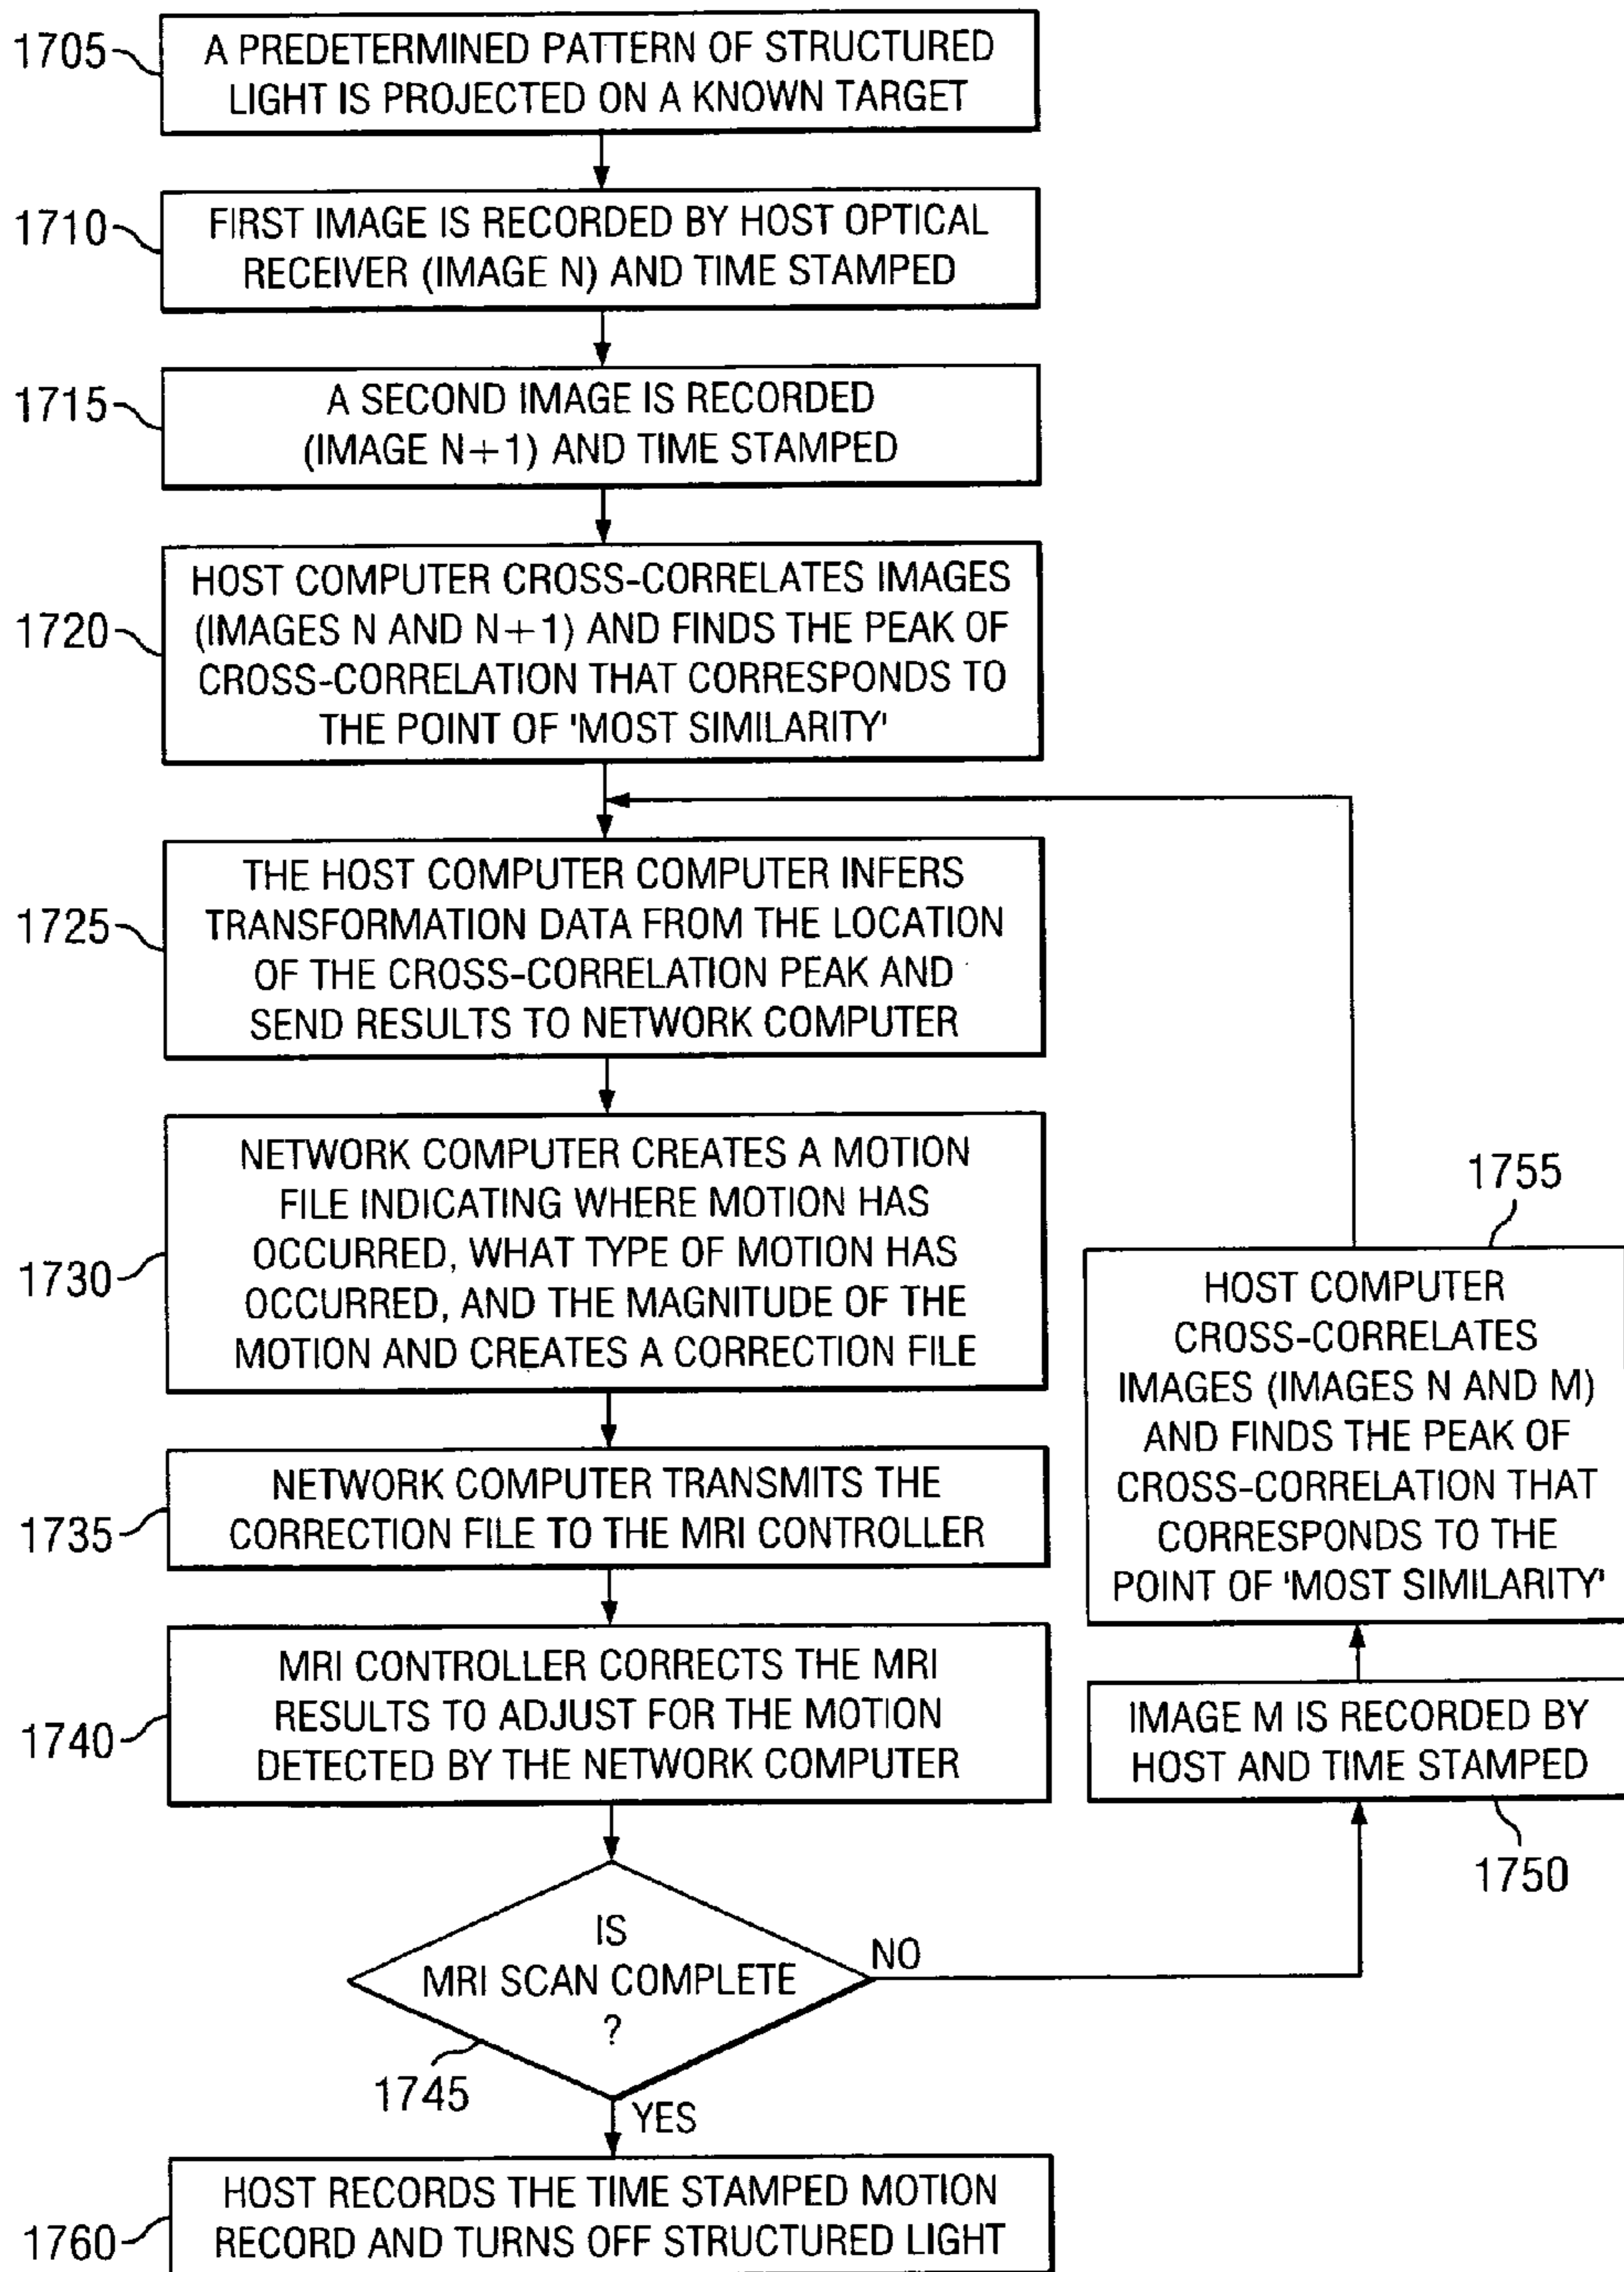 1705
A PREDETERMINED PATTERN OF STRUCTURED
LIGHT IS PROJECTED ON A KNOWN TARGET
1710
FIRST IMAGE IS RECORDED BY HOST OPTICAL
RECEIVER (IMAGE N) AND TIME STAMPED
1715
A SECOND IMAGE IS RECORDED
(IMAGE N+1) AND TIME STAMPED
1720
HOST COMPUTER CROSS-CORRELATES IMAGES
(IMAGES N AND N+1) AND FINDS THE PEAK OF
CROSS-CORRELATION THAT CORRESPONDS TO
THE POINT OF 'MOST SIMILARITY'
1725
THE HOST COMPUTER COMPUTER INFERS
TRANSFORMATION DATA FROM THE LOCATION
OF THE CROSS-CORRELATION PEAK AND
SEND RESULTS TO NETWORK COMPUTER
1730
NETWORK COMPUTER CREATES A MOTION
FILE INDICATING WHERE MOTION HAS
OCCURRED, WHAT TYPE OF MOTION HAS
OCCURRED, AND THE MAGNITUDE OF THE
MOTION AND CREATES A CORRECTION FILE
1735
NETWORK COMPUTER TRANSMITS THE
CORRECTION FILE TO THE MRI CONTROLLER
1740
MRI CONTROLLER CORRECTS THE MRI
RESULTS TO ADJUST FOR THE MOTION
DETECTED BY THE NETWORK COMPUTER
IS
MRI SCAN COMPLETE
?
1745
NO
YES
1750
IMAGE M IS RECORDED BY
HOST AND TIME STAMPED
1755
HOST COMPUTER
CROSS-CORRELATES
IMAGES (IMAGES N AND M)
AND FINDS THE PEAK OF
CROSS-CORRELATION THAT
CORRESPONDS TO THE
POINT OF 'MOST SIMILARITY'
1760
HOST RECORDS THE TIME STAMPED MOTION
RECORD AND TURNS OFF STRUCTURED LIGHT